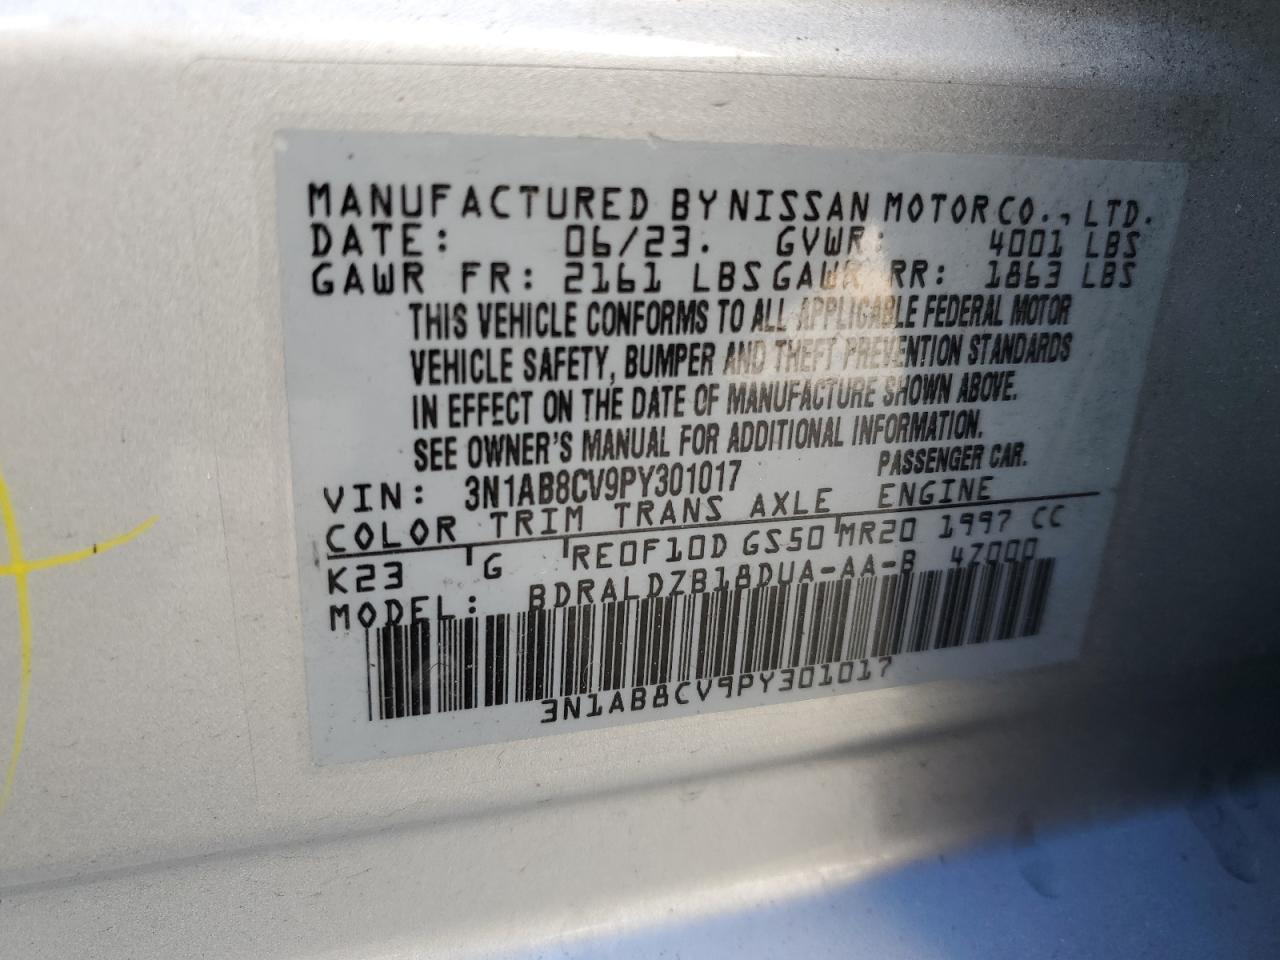 MANUFACTURED BY NISSAN MOTOR CO., LTD.
DATE: 06/23. GVWR: 4001 LBS
GAWR FR: 2161 LBS GAWR RR: 1863 LBS
THIS VEHICLE CONFORMS TO ALL APPLICABLE FEDERAL MOTOR
VEHICLE SAFETY, BUMPER AND THEFT PREVENTION STANDARDS
IN EFFECT ON THE DATE OF MANUFACTURE SHOWN ABOVE.
SEE OWNER'S MANUAL FOR ADDITIONAL INFORMATION.
PASSENGER CAR.
VIN: 3N1AB8CV9PY301017
COLOR TRIM TRANS AXLE ENGINE
K23 G RE0F10D GS50 MR20 1997 CC
MODEL: BDRALDZB18DUA-AA-B 4Z000
3N1AB8CV9PY301017